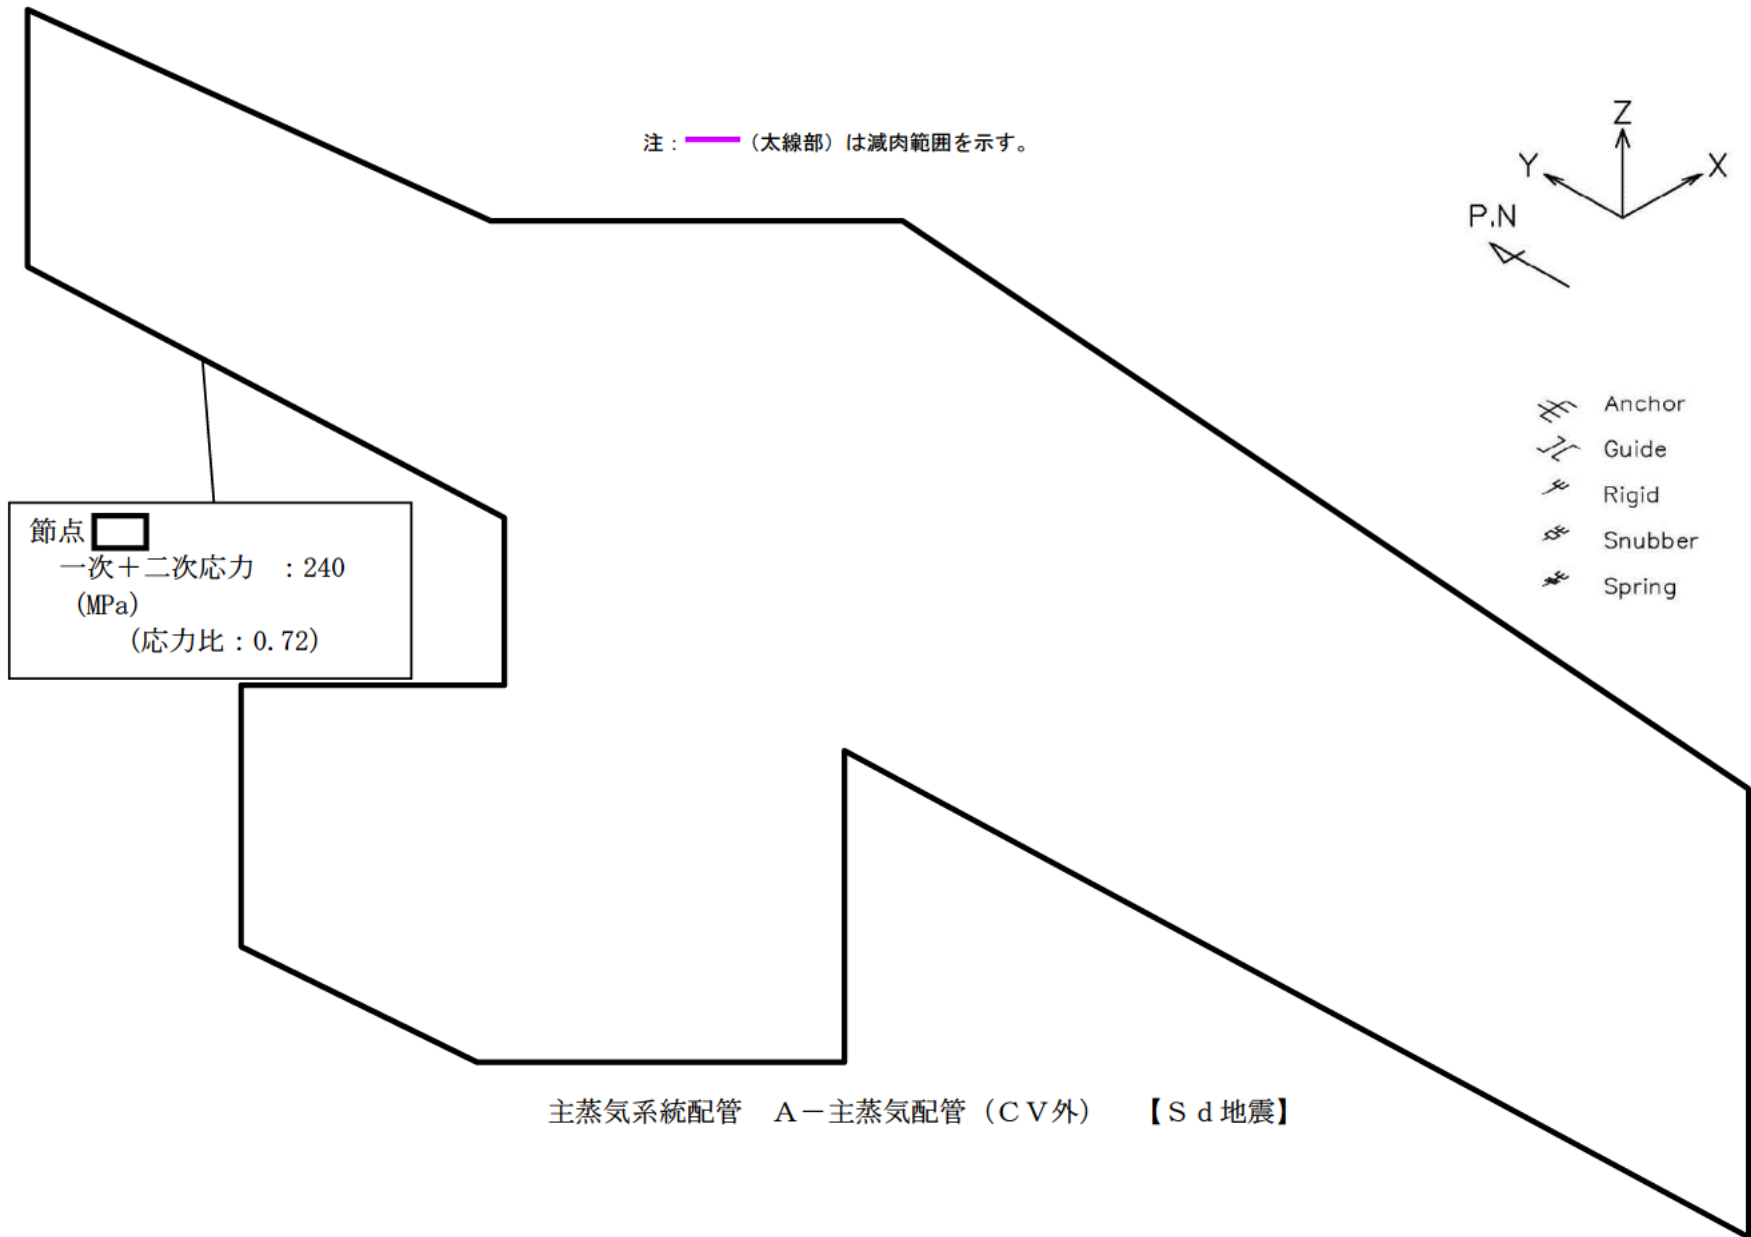 注：（太線部）は減肉範囲を示す。
Z
Y
X
P.N
Anchor
Guide
Rigid
Snubber
Spring
節点
一次＋二次応力　：240
(MPa)
(応力比：0.72)
主蒸気系統配管　Ａ－主蒸気配管（ＣＶ外）　【Ｓｄ地震】